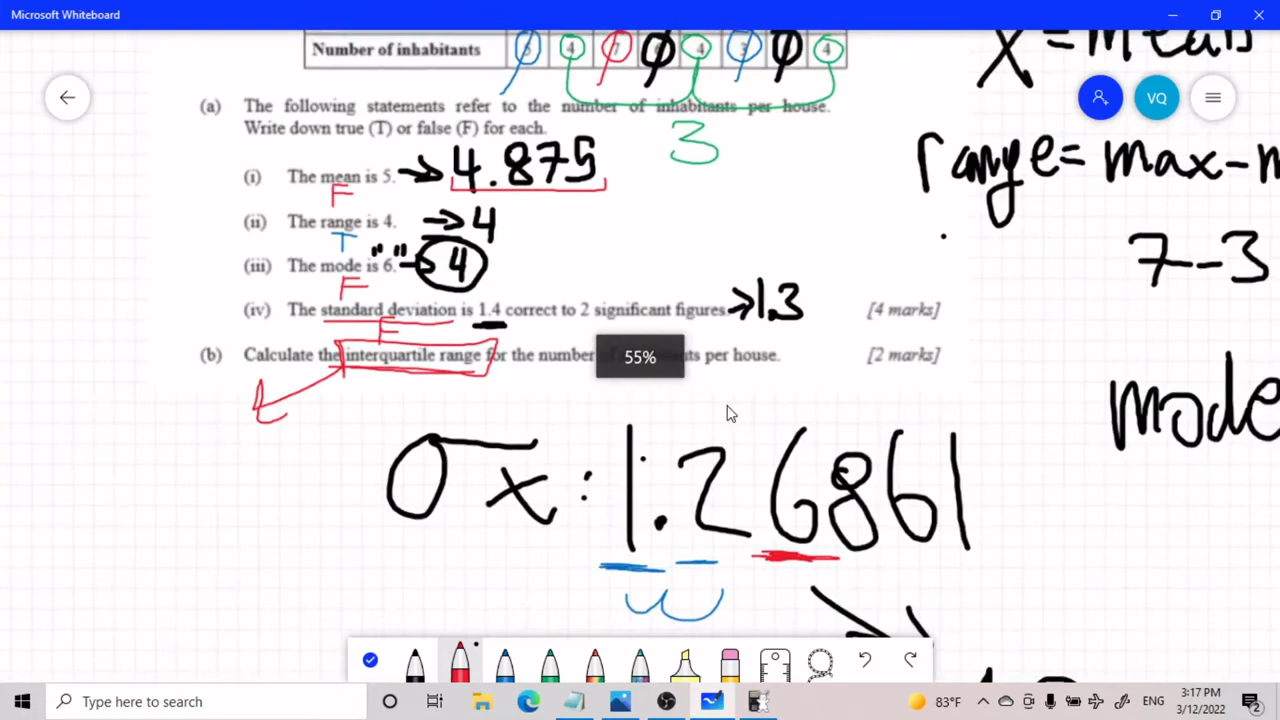 Microsoft Whiteboard
Number of inhabitants 4 7 4 3 4
x = Mean
VQ
(a) The following statements refer to the number of inhabitants per house.
Write down true (T) or false (F) for each.
3
range = max - m
(i) The mean is 5. → 4.875
F
(ii) The range is 4. → 4
T
7-3
(iii) The mode is 6. " " → 4
F
(iv) The standard deviation is 1.4 correct to 2 significant figures. → 1.3 [4 marks]
F
(b) Calculate the interquartile range for the number of per house. [2 marks]
55%
mode
σx : 1.26861
Type here to search
83°F
ENG
3:17 PM
3/12/2022
2